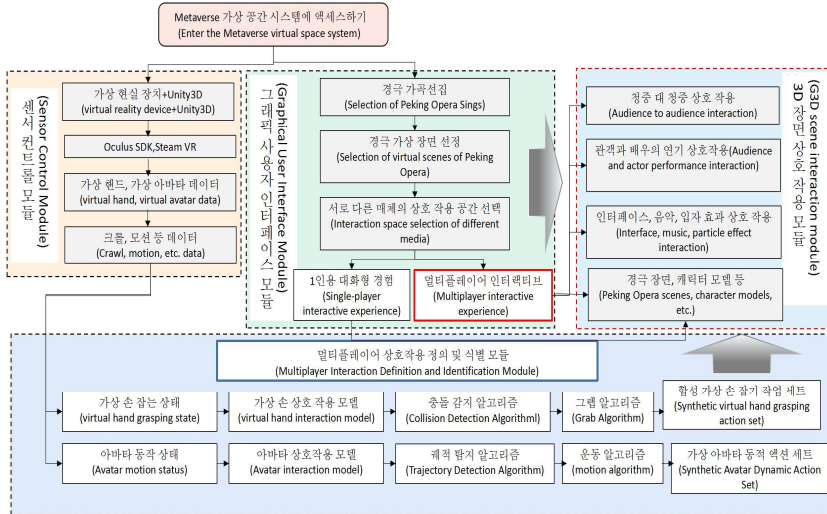 Metaverse 가상 공간 시스템에 액세스하기
(Enter the Metaverse virtual space system)
센서 컨트롤 모듈
(Sensor Control Module)
가상 현실 장치+Unity3D
(virtual reality device+Unity3D)
Oculus SDK,Steam VR
가상 핸드, 가상 아바타 데이터
(virtual hand, virtual avatar data)
크롤, 모션 등 데이터
(Crawl, motion, etc. data)
그래픽 사용자 인터페이스 모듈
(Graphical User Interface Module)
경극 가곡선집
(Selection of Peking Opera Sings)
경극 가상 장면 선정
(Selection of virtual scenes of Peking
Opera)
서로 다른 매체의 상호 작용 공간 선택
(Interaction space selection of different
media)
1인용 대화형 경험
(Single-player
interactive experience)
멀티플레이어 인터랙티브
(Multiplayer interactive
experience)
청중 대 청중 상호 작용
(Audience to audience interaction)
관객과 배우의 연기 상호작용(Audience
and actor performance interaction)
인터페이스, 음악, 입자 효과 상호 작용
(Interface, music, particle effect
interaction)
경극 장면, 캐릭터 모델 등
(Peking Opera scenes, character models,
etc.)
(G3D scene interaction module)
3D 장면 상호 작용 모듈
멀티플레이어 상호작용 정의 및 식별 모듈
(Multiplayer Interaction Definition and Identification Module)
가상 손 잡는 상태
(virtual hand grasping state)
가상 손 상호 작용 모델
(virtual hand interaction model)
충돌 감지 알고리즘
(Collision Detection Algorithml)
그랩 알고리즘
(Grab Algorithm)
합성 가상 손 잡기 작업 세트
(Synthetic virtual hand grasping
action set)
아바타 동작 상태
(Avatar motion status)
아바타 상호작용 모델
(Avatar interaction model)
궤적 탐지 알고리즘
(Trajectory Detection Algorithm)
운동 알고리즘
(motion algorithm)
가상 아바타 동적 액션 세트
(Synthetic Avatar Dynamic Action
Set)